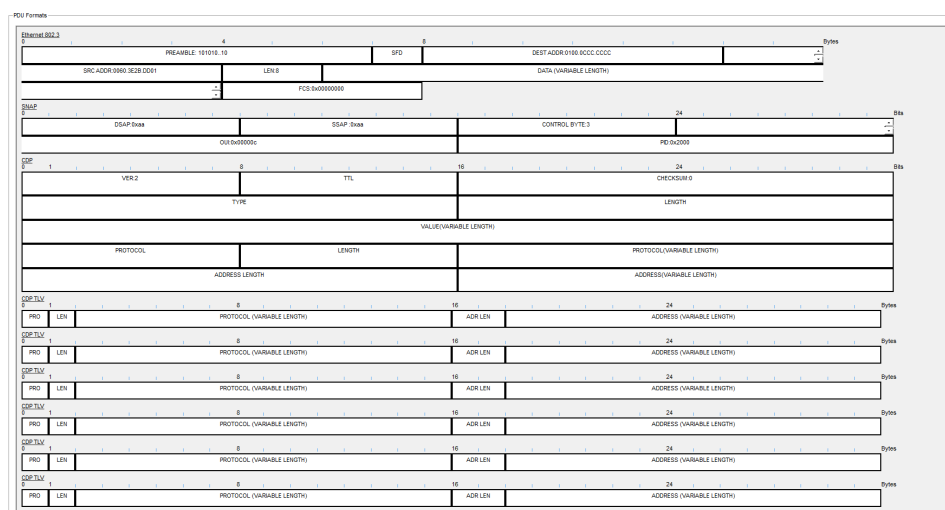 PDU Formats
Ethernet 802.3
0 4 8 Bytes
PREAMBLE: 101010..10 SFD DEST ADDR:0100.0CCC.CCCC
SRC ADDR:0060.3E2B.DD01 LEN:8 DATA (VARIABLE LENGTH)
FCS:0x00000000
SNAP
0 24 Bits
DSAP:0xaa SSAP:0xaa CONTROL BYTE:3
OUI:0x00000c PID:0x2000
CDP
0 1 8 16 24 Bits
VER:2 TTL CHECKSUM:0
TYPE LENGTH
VALUE(VARIABLE LENGTH)
PROTOCOL LENGTH PROTOCOL(VARIABLE LENGTH)
ADDRESS LENGTH ADDRESS(VARIABLE LENGTH)
CDP TLV
0 1 8 16 24 Bytes
PRO LEN PROTOCOL (VARIABLE LENGTH) ADR LEN ADDRESS (VARIABLE LENGTH)
CDP TLV
0 1 8 16 24 Bytes
PRO LEN PROTOCOL (VARIABLE LENGTH) ADR LEN ADDRESS (VARIABLE LENGTH)
CDP TLV
0 1 8 16 24 Bytes
PRO LEN PROTOCOL (VARIABLE LENGTH) ADR LEN ADDRESS (VARIABLE LENGTH)
CDP TLV
0 1 8 16 24 Bytes
PRO LEN PROTOCOL (VARIABLE LENGTH) ADR LEN ADDRESS (VARIABLE LENGTH)
CDP TLV
0 1 8 16 24 Bytes
PRO LEN PROTOCOL (VARIABLE LENGTH) ADR LEN ADDRESS (VARIABLE LENGTH)
CDP TLV
0 1 8 16 24 Bytes
PRO LEN PROTOCOL (VARIABLE LENGTH) ADR LEN ADDRESS (VARIABLE LENGTH)